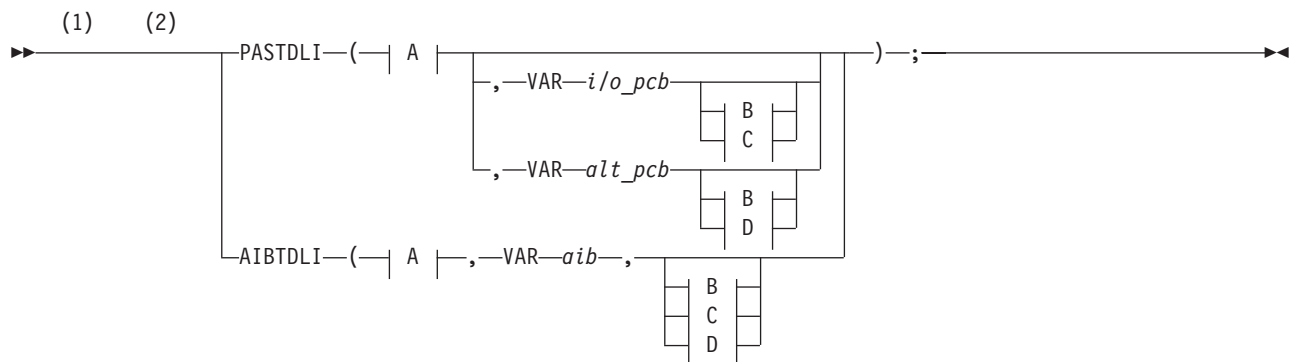 (1) (2)
PASTDLI ( A ) ;
, VAR i/o_pcb
B
C
, VAR alt_pcb
B
D
AIBTDLI ( A , VAR aib ,
B
C
D